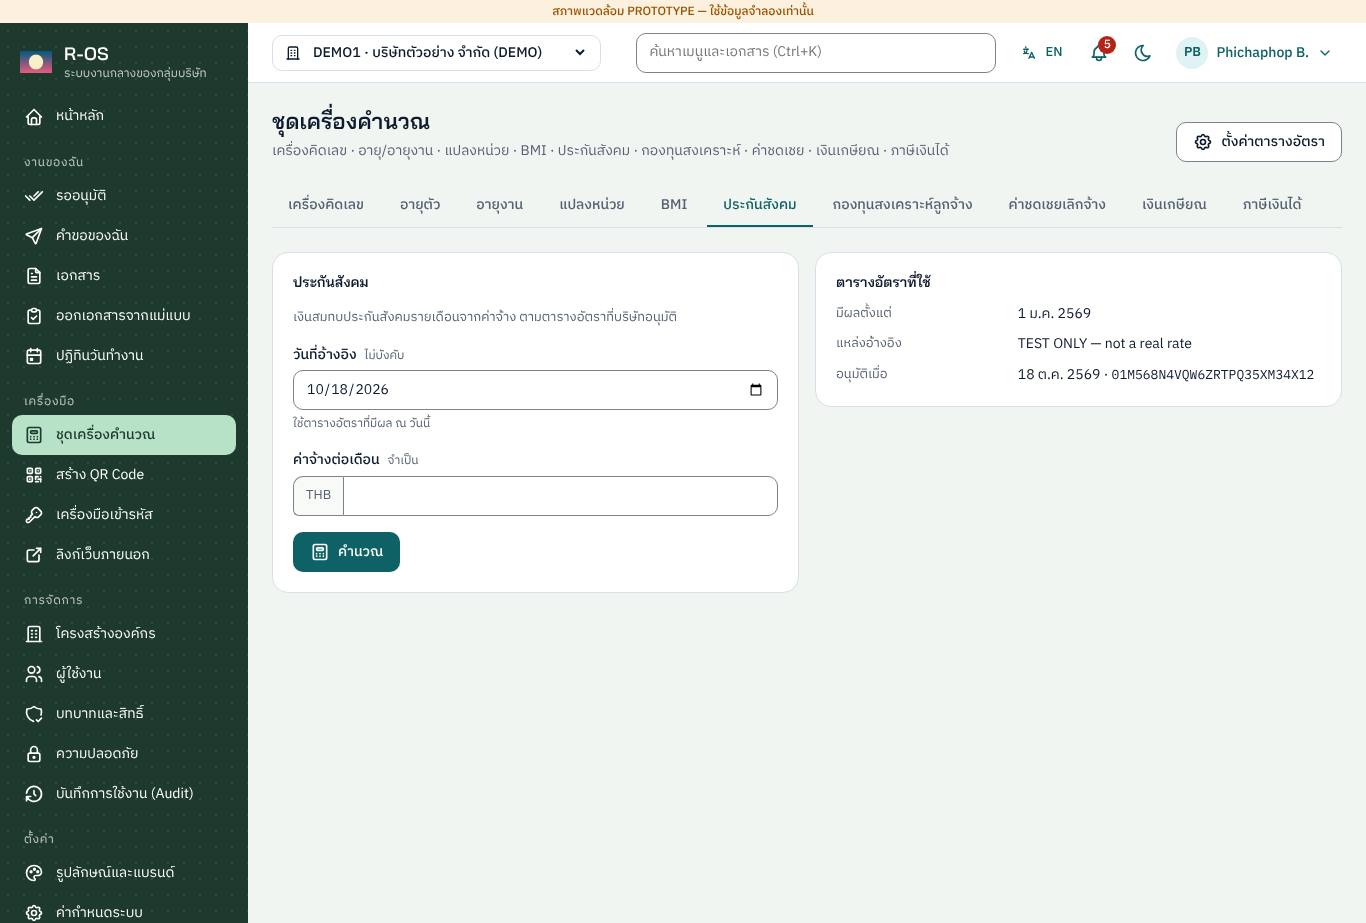 สภาพแวดล้อม PROTOTYPE — ใช้ข้อมูลจำลองเท่านั้น
R-OS
ระบบงานกลางของกลุ่มบริษัท
DEMO1 · บริษัทตัวอย่าง จำกัด (DEMO)
ค้นหาเมนูและเอกสาร (Ctrl+K)
EN
5
PB
Phichaphop B.
หน้าหลัก
งานของฉัน
รออนุมัติ
คำขอของฉัน
เอกสาร
ออกเอกสารจากแม่แบบ
ปฏิทินวันทำงาน
เครื่องมือ
ชุดเครื่องคำนวณ
สร้าง QR Code
เครื่องมือเข้ารหัส
ลิงก์เว็บภายนอก
การจัดการ
โครงสร้างองค์กร
ผู้ใช้งาน
บทบาทและสิทธิ์
ความปลอดภัย
บันทึกการใช้งาน (Audit)
ตั้งค่า
รูปลักษณ์และแบรนด์
ค่ากำหนดระบบ
ชุดเครื่องคำนวณ
เครื่องคิดเลข · อายุ/อายุงาน · แปลงหน่วย · BMI · ประกันสังคม · กองทุนสงเคราะห์ · ค่าชดเชย · เงินเกษียณ · ภาษีเงินได้
ตั้งค่าตารางอัตรา
เครื่องคิดเลข
อายุตัว
อายุงาน
แปลงหน่วย
BMI
ประกันสังคม
กองทุนสงเคราะห์ลูกจ้าง
ค่าชดเชยเลิกจ้าง
เงินเกษียณ
ภาษีเงินได้
ประกันสังคม
เงินสมทบประกันสังคมรายเดือนจากค่าจ้าง ตามตารางอัตราที่บริษัทอนุมัติ
วันที่อ้างอิง ไม่บังคับ
10/18/2026
ใช้ตารางอัตราที่มีผล ณ วันนี้
ค่าจ้างต่อเดือน จำเป็น
THB
คำนวณ
ตารางอัตราที่ใช้
มีผลตั้งแต่ 1 ม.ค. 2569
แหล่งอ้างอิง TEST ONLY — not a real rate
อนุมัติเมื่อ 18 ต.ค. 2569 · 01M568N4VQW6ZRTPQ35XM34X12